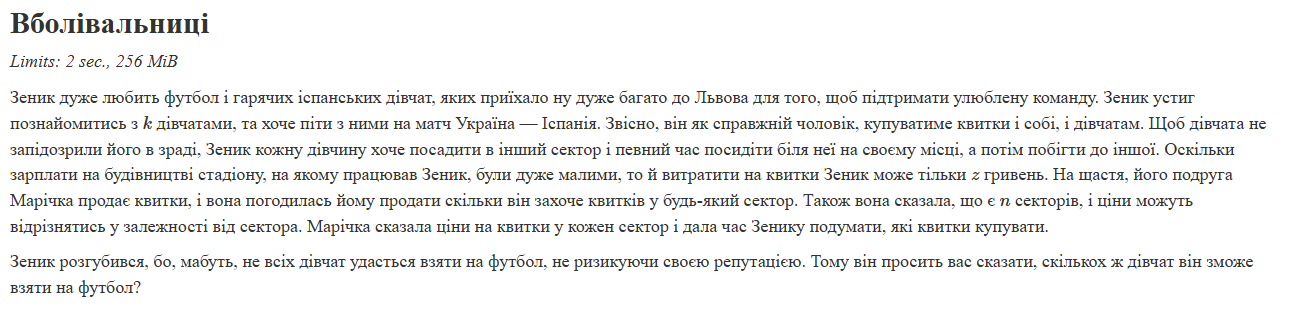 Вболівальниці
Limits: 2 sec., 256 MiB
Зеник дуже любить футбол і гарячих іспанських дівчат, яких приїхало ну дуже багато до Львова для того, щоб підтримати улюблену команду. Зеник устиг
познайомитись з k дівчатами, та хоче піти з ними на матч Україна — Іспанія. Звісно, він як справжній чоловік, купуватиме квитки і собі, і дівчатам. Щоб дівчата не
запідозрили його в зраді, Зеник кожну дівчину хоче посадити в інший сектор і певний час посидіти біля неї на своєму місці, а потім побігти до іншої. Оскільки
зарплати на будівництві стадіону, на якому працював Зеник, були дуже малими, то й витратити на квитки Зеник може тільки z гривень. На щастя, його подруга
Марічка продає квитки, і вона погодилась йому продати скільки він захоче квитків у будь-який сектор. Також вона сказала, що є n секторів, і ціни можуть
відрізнятись у залежності від сектора. Марічка сказала ціни на квитки у кожен сектор і дала час Зенику подумати, які квитки купувати.
Зеник розгубився, бо, мабуть, не всіх дівчат удасться взяти на футбол, не ризикуючи своєю репутацією. Тому він просить вас сказати, скількох ж дівчат він зможе
взяти на футбол?